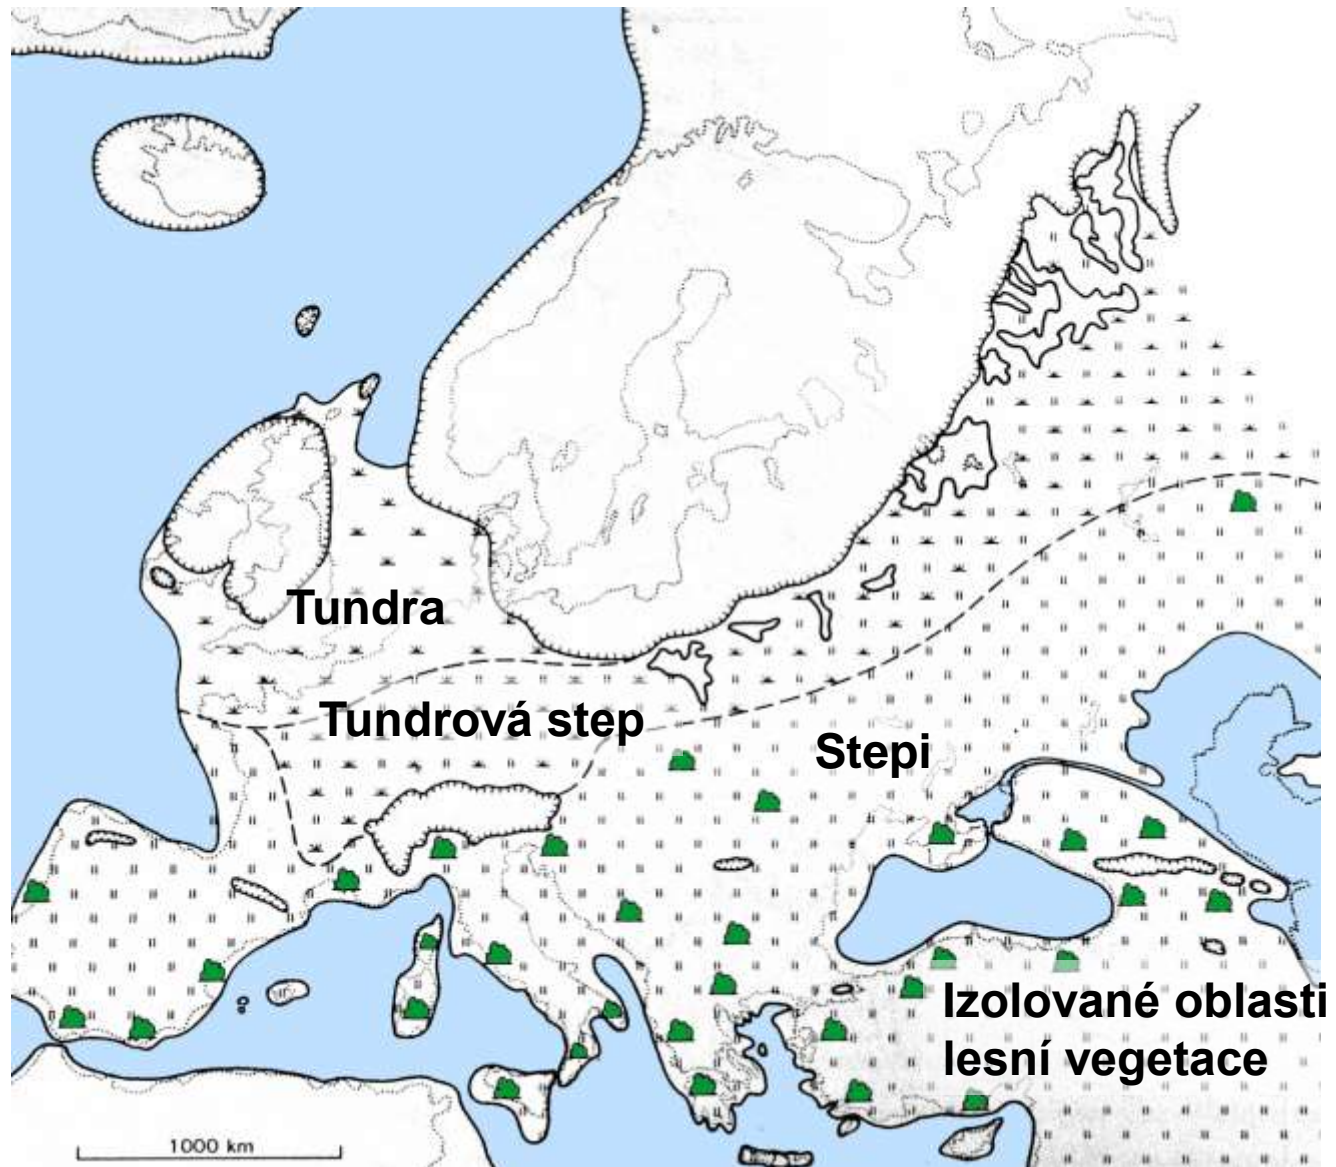 Tundra
Tundrová step
Stepi
Izolované oblasti
lesní vegetace
1000 km